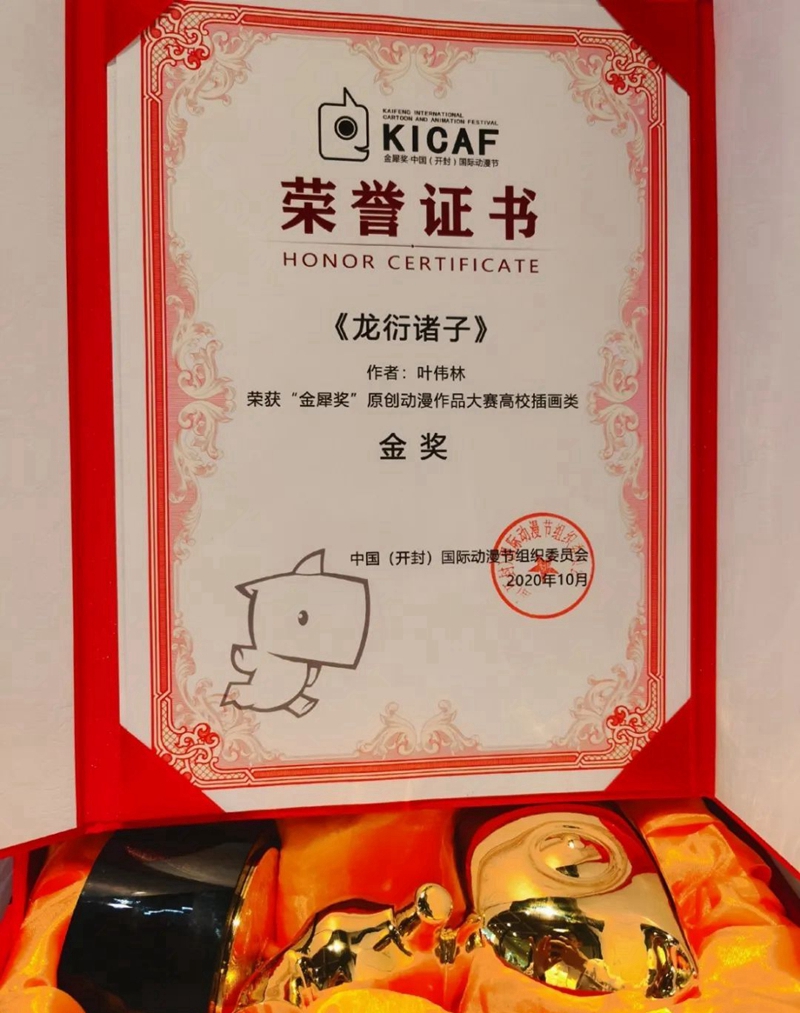 KAIFENG INTERNATIONAL
CARTOON AND ANIMATION FESTIVAL
KICAF
金犀奖·中国（开封）国际动漫节
荣誉证书
HONOR CERTIFICATE
《龙衍诸子》
作者：叶伟林
荣获“金犀奖”原创动漫作品大赛高校插画类
金奖
中国（开封）国际动漫节组织委员会
2020年10月